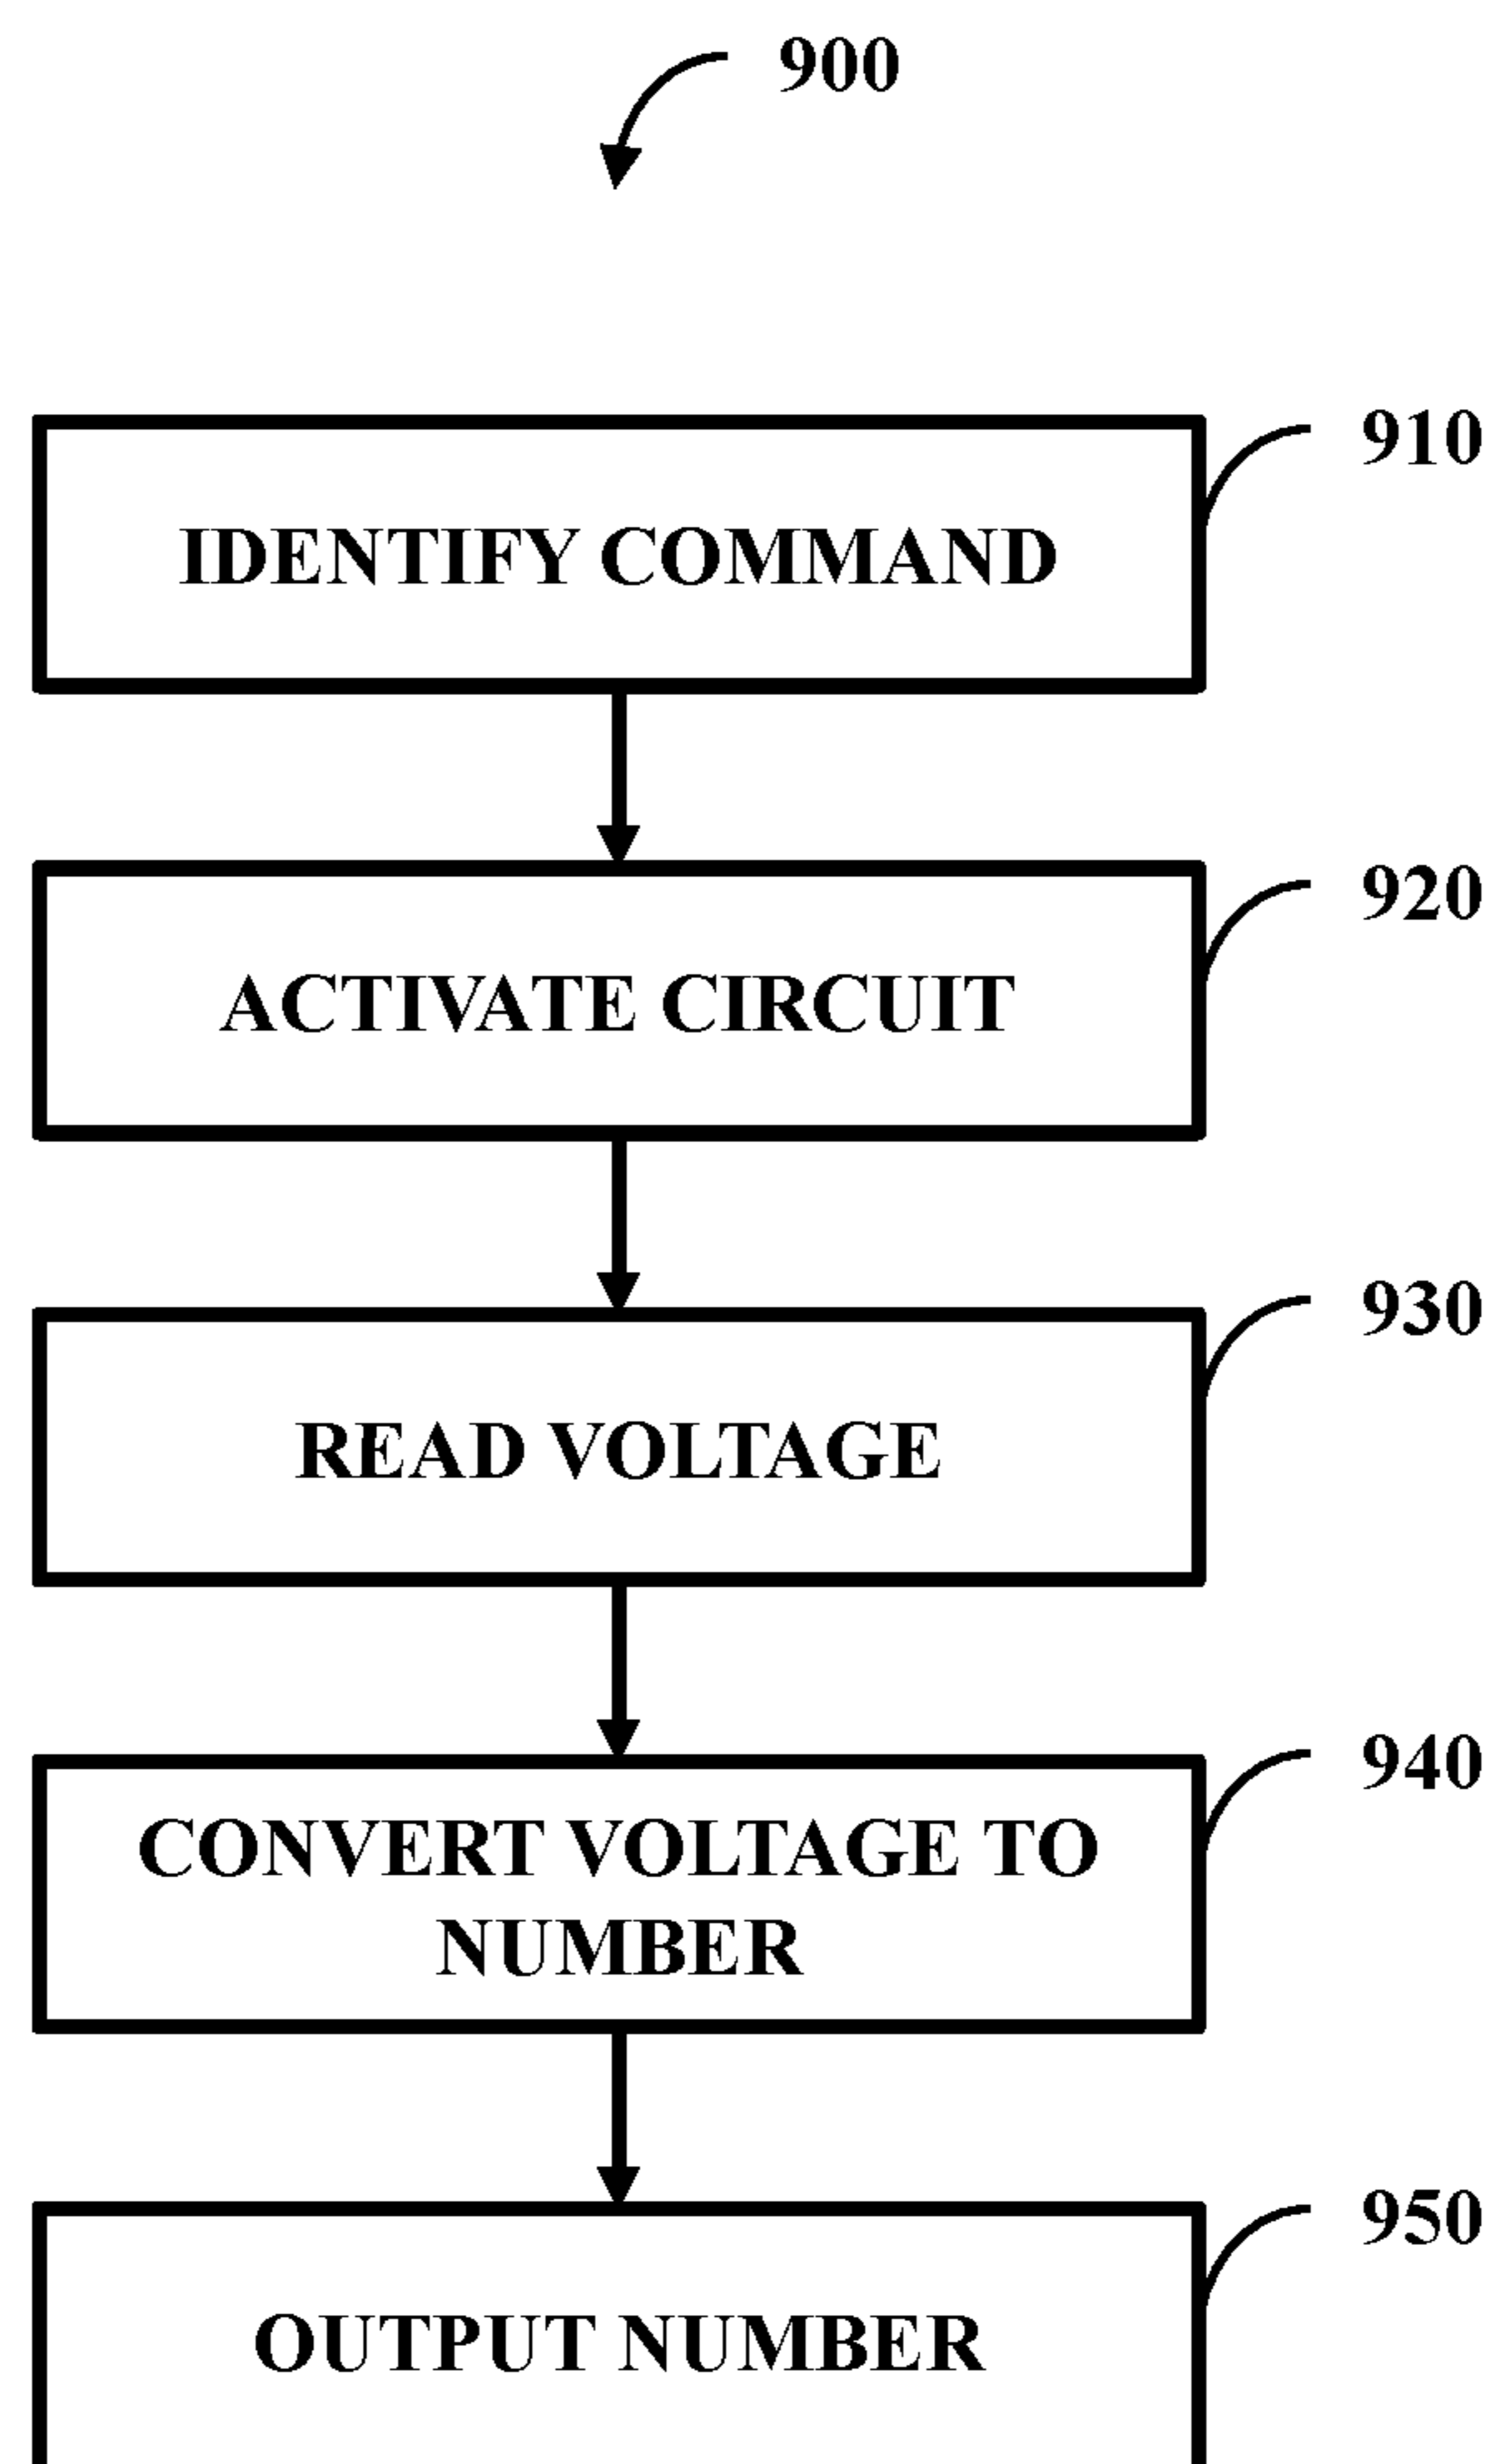 900
910
IDENTIFY COMMAND
920
ACTIVATE CIRCUIT
930
READ VOLTAGE
940
CONVERT VOLTAGE TO
NUMBER
950
OUTPUT NUMBER